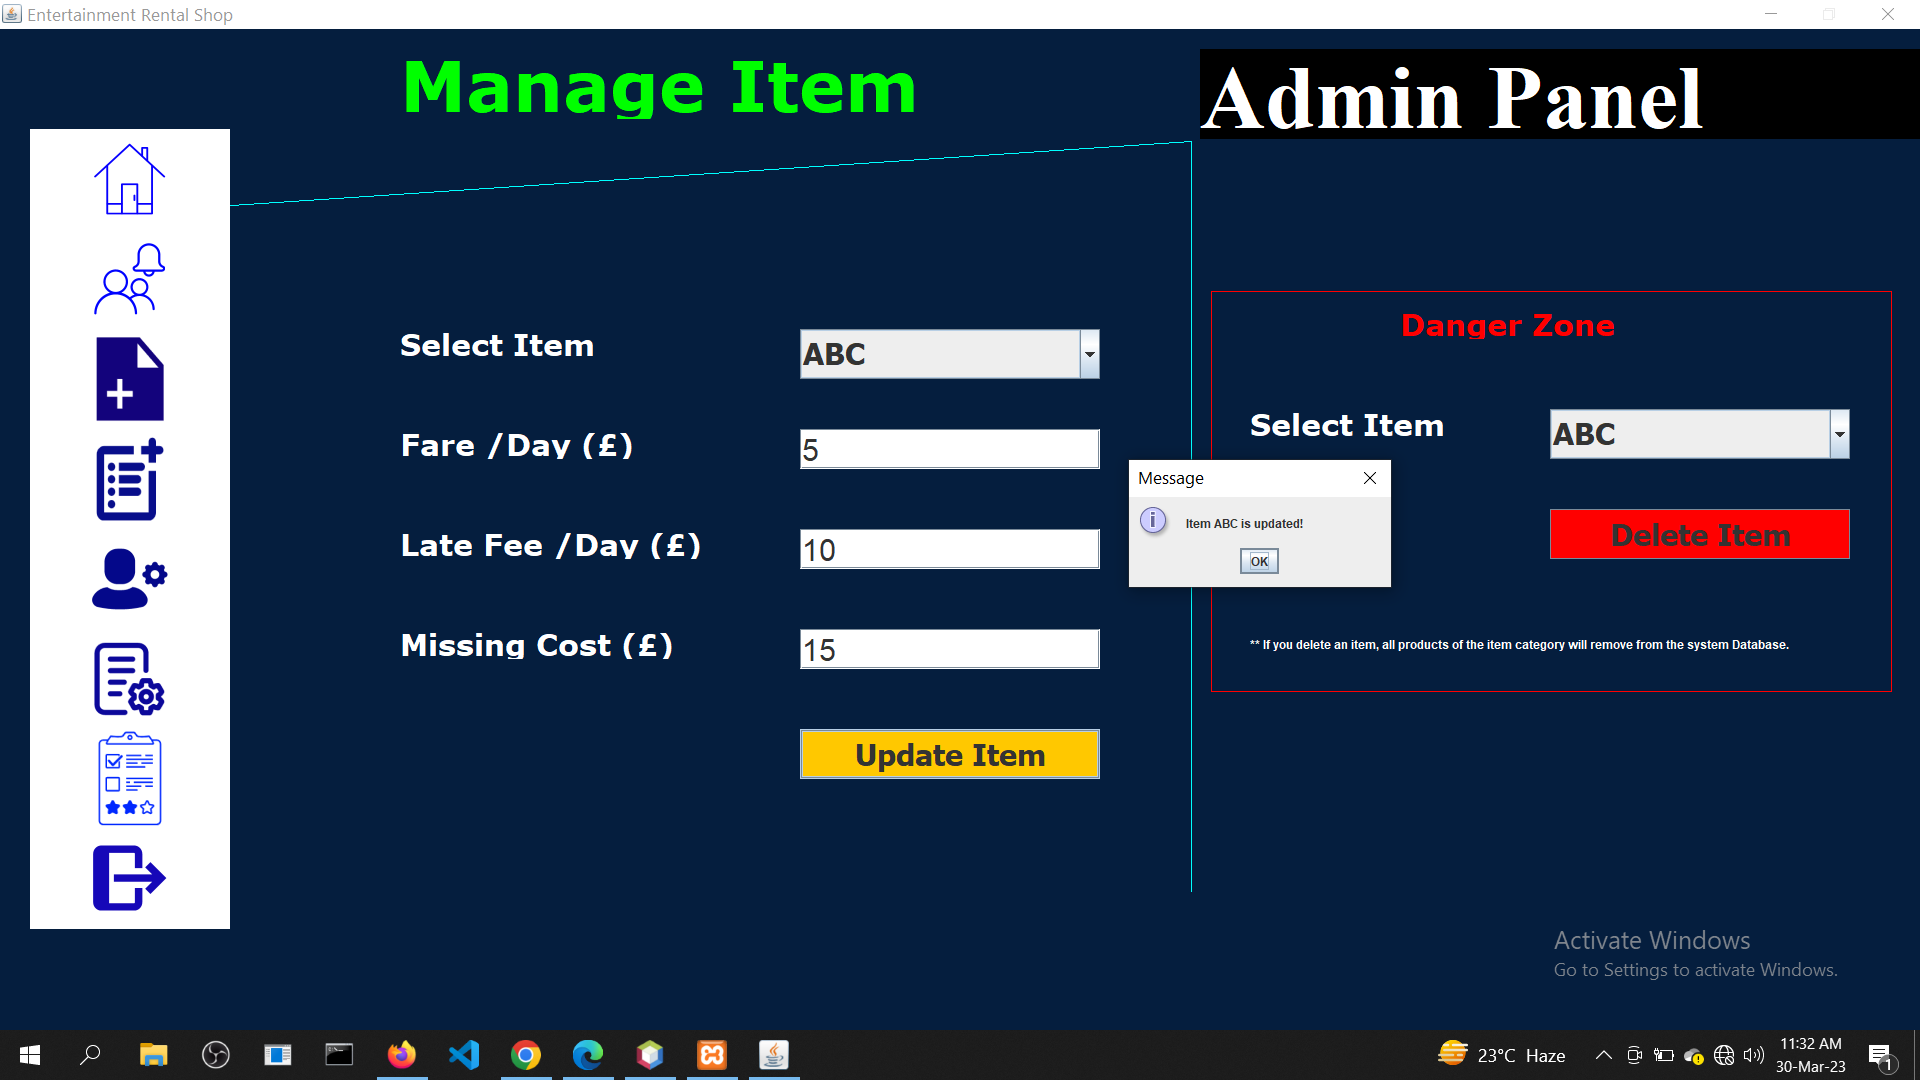 Entertainment Rental Shop
Manage Item
Admin Panel
Select Item
ABC
Fare /Day (£)
5
Late Fee /Day (£)
10
Missing Cost (£)
15
Update Item
Danger Zone
Select Item
ABC
Delete Item
** If you delete an item, all products of the item category will remove from the system Database.
Message
Item ABC is updated!
OK
Activate Windows
Go to Settings to activate Windows.
23°C Haze
11:32 AM
30-Mar-23
1